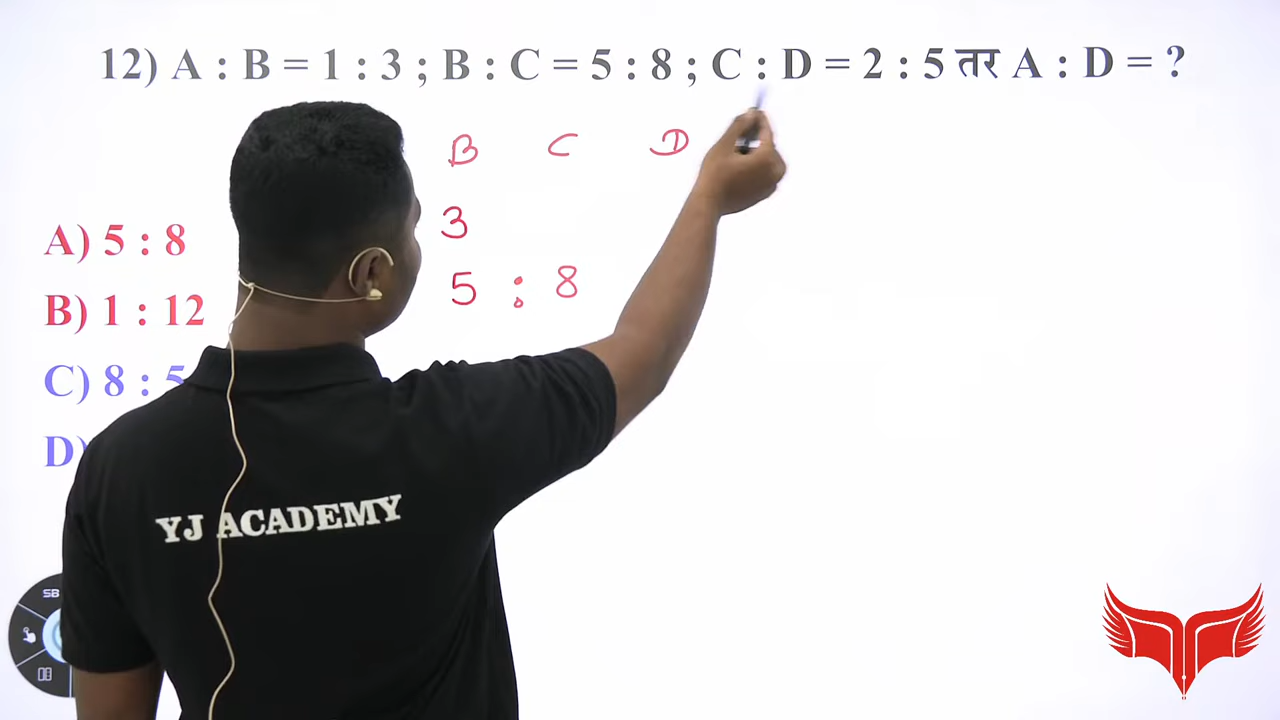 12) A : B = 1 : 3 ; B : C = 5 : 8 ; C : D = 2 : 5 तर A : D = ?
B C D
A) 5 : 8
3
B) 1 : 12
5 : 8
C) 8 : 5
D)
YJ ACADEMY
SB